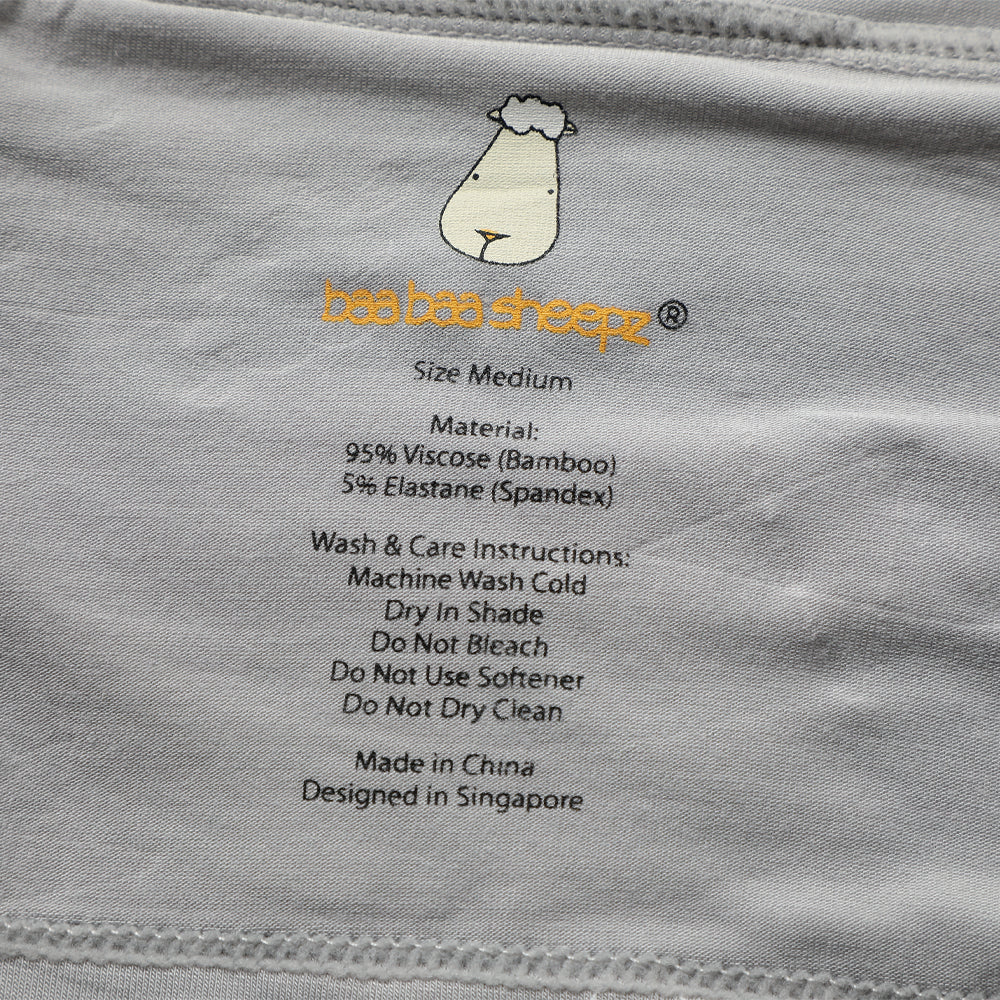 baa baa sheepz®
Size Medium
Material:
95% Viscose (Bamboo)
5% Elastane (Spandex)
Wash & Care Instructions:
Machine Wash Cold
Dry In Shade
Do Not Bleach
Do Not Use Softener
Do Not Dry Clean
Made in China
Designed in Singapore